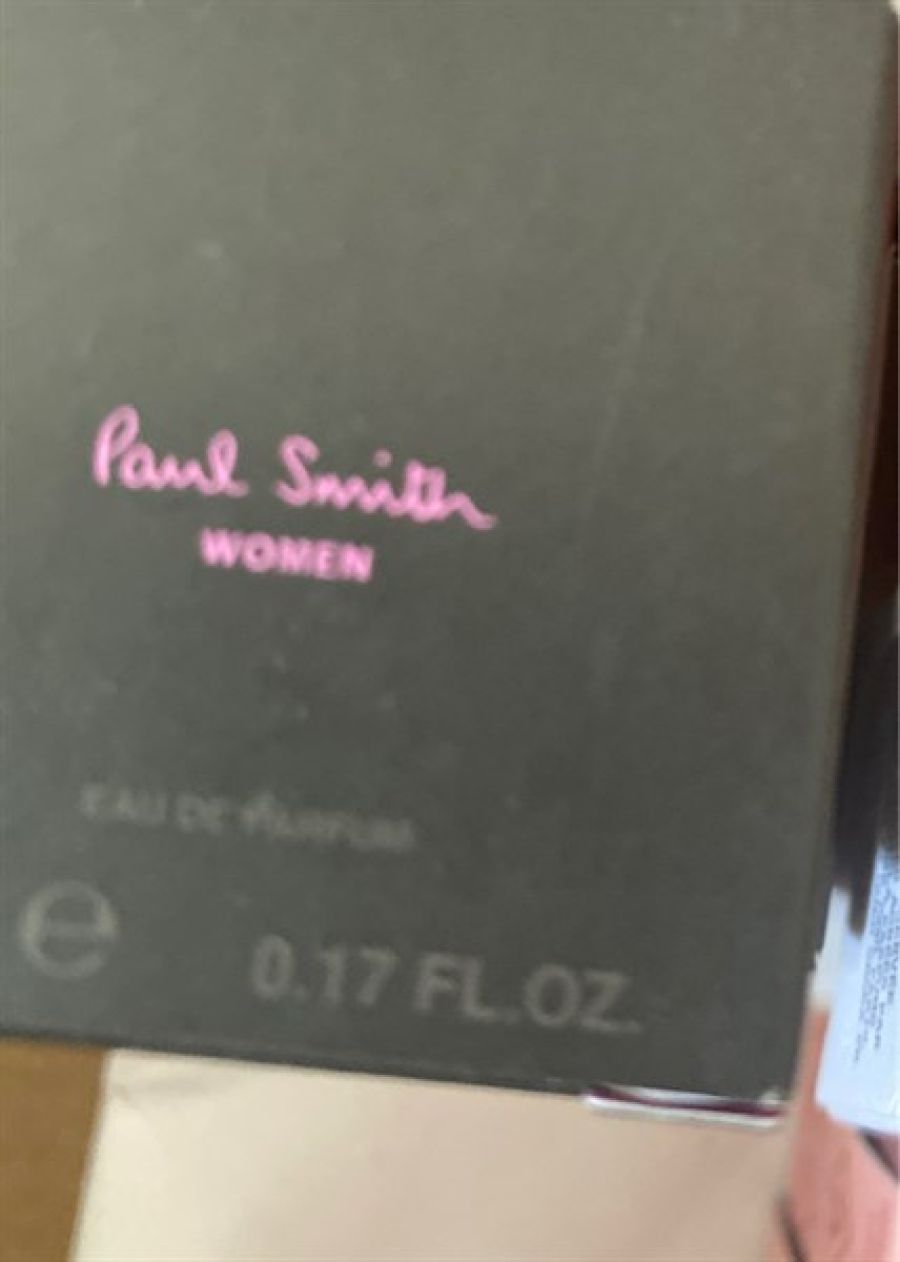 Paul Smith
WOMEN
EAU DE PARFUM
e 0.17 FL.OZ.